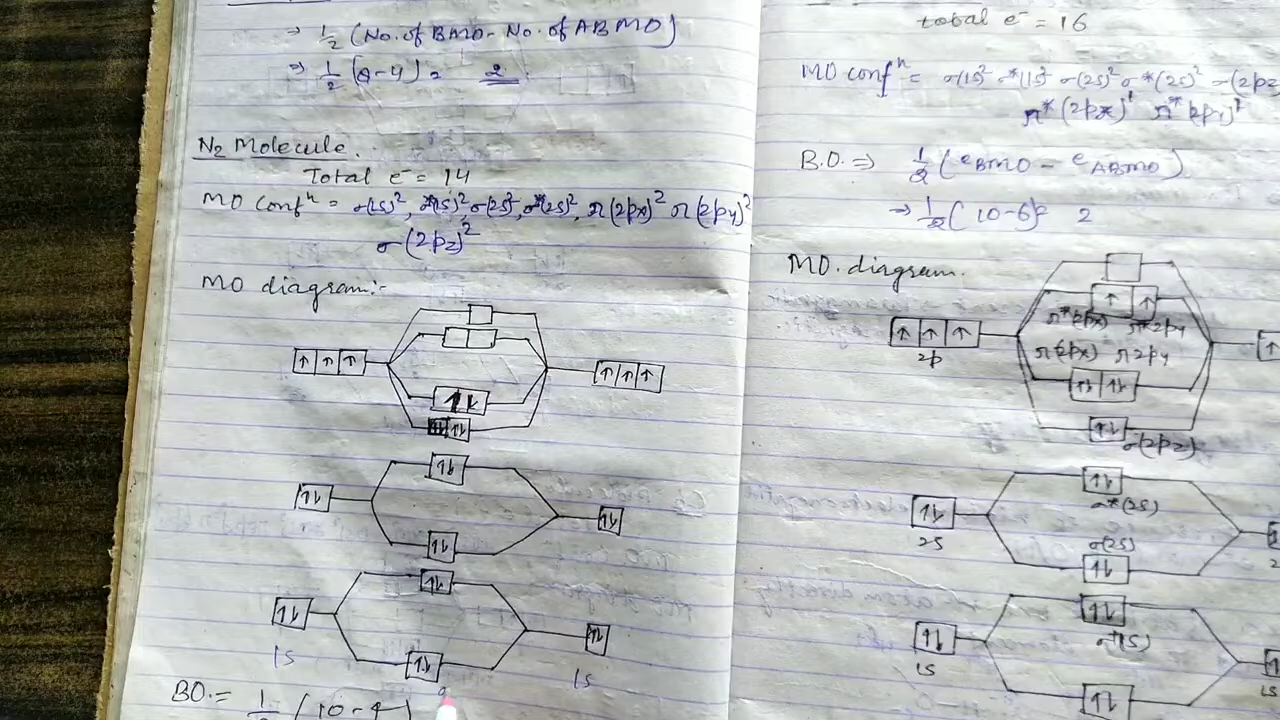 → ½ (No. of BMO - No. of ABMO)
⇒ ½ (8-4) = 2
N₂ Molecule.
Total e⁻ = 14
MO confⁿ = σ(1S)², σ*(1S)², σ(2S)², σ*(2S)², π(2px)² π(2py)²
σ(2pz)²
MO diagram:-
1S
1S
BO. = ½ (10-4)
total e⁻ = 16
MO confⁿ = σ(1S)² σ*(1S)² σ(2S)² σ*(2S)² σ(2pz
π*(2px)¹ π*(2py)¹
B.O. ⇒ ½ (eBMO - eABMO)
→ ½ (10-6) = 2
MO. diagram.
π*(2px) π*2py
2p
π(2px) π2py
σ(2pz)
σ*(2S)
2S
σ(2S)
σ*(1S)
1S
1S